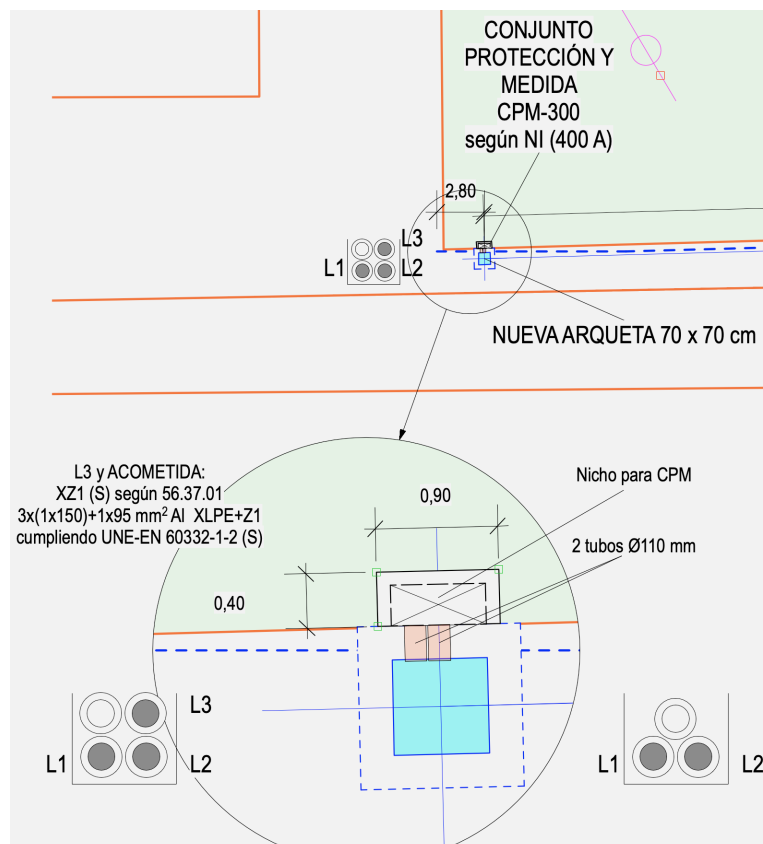 CONJUNTO
PROTECCIÓN Y
MEDIDA
CPM-300
según NI (400 A)
2,80
L3
L1
L2
NUEVA ARQUETA 70 x 70 cm
L3 y ACOMETIDA:
XZ1 (S) según 56.37.01
3x(1x150)+1x95 mm² Al XLPE+Z1
cumpliendo UNE-EN 60332-1-2 (S)
Nicho para CPM
0,90
2 tubos Ø110 mm
0,40
L3
L1
L2
L1
L2